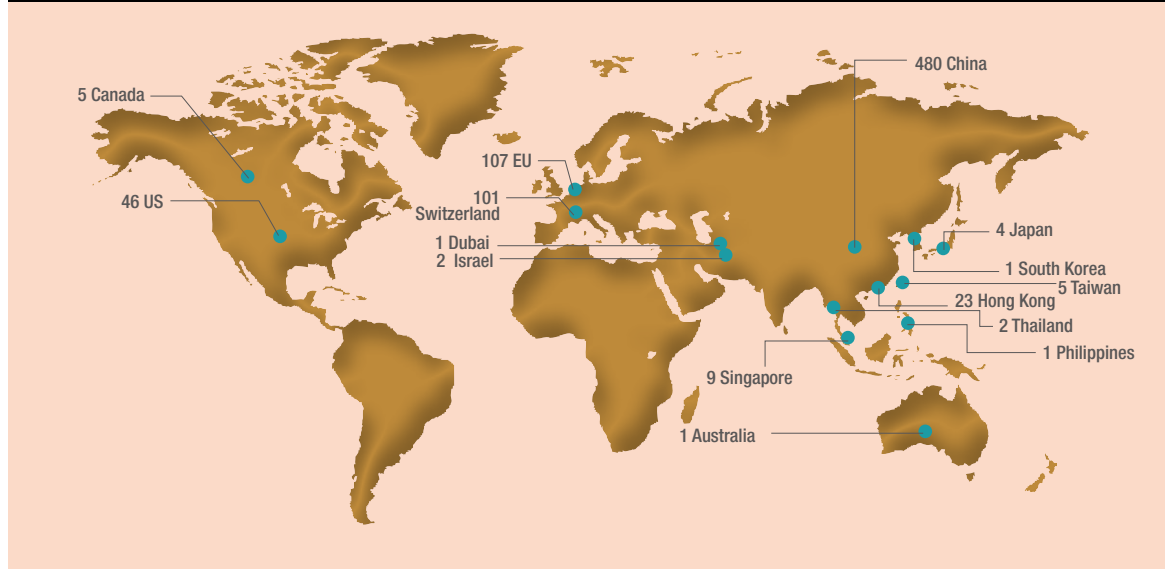 480 China
5 Canada
107 EU
46 US
101
Switzerland
4 Japan
1 Dubai
2 Israel
1 South Korea
5 Taiwan
23 Hong Kong
2 Thailand
1 Philippines
9 Singapore
1 Australia